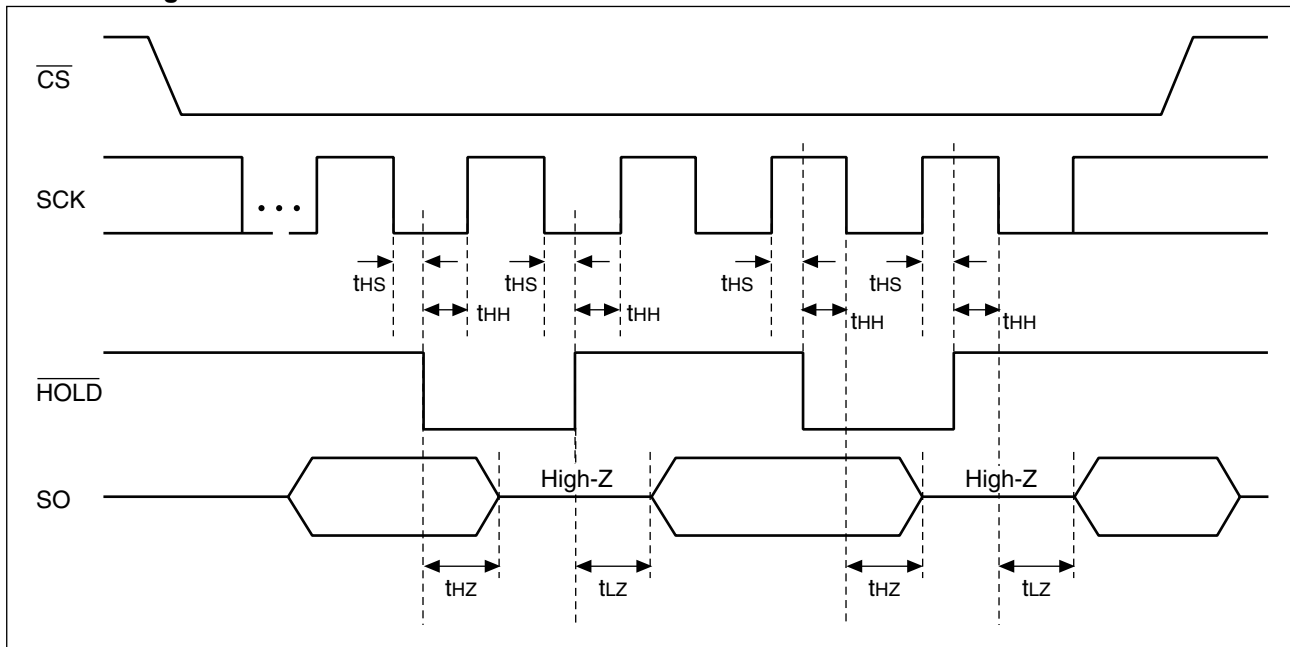 CS
SCK
• • •
tHS
tHS
tHS
tHS
tHH
tHH
tHH
tHH
HOLD
High-Z
High-Z
SO
tHZ
tLZ
tHZ
tLZ